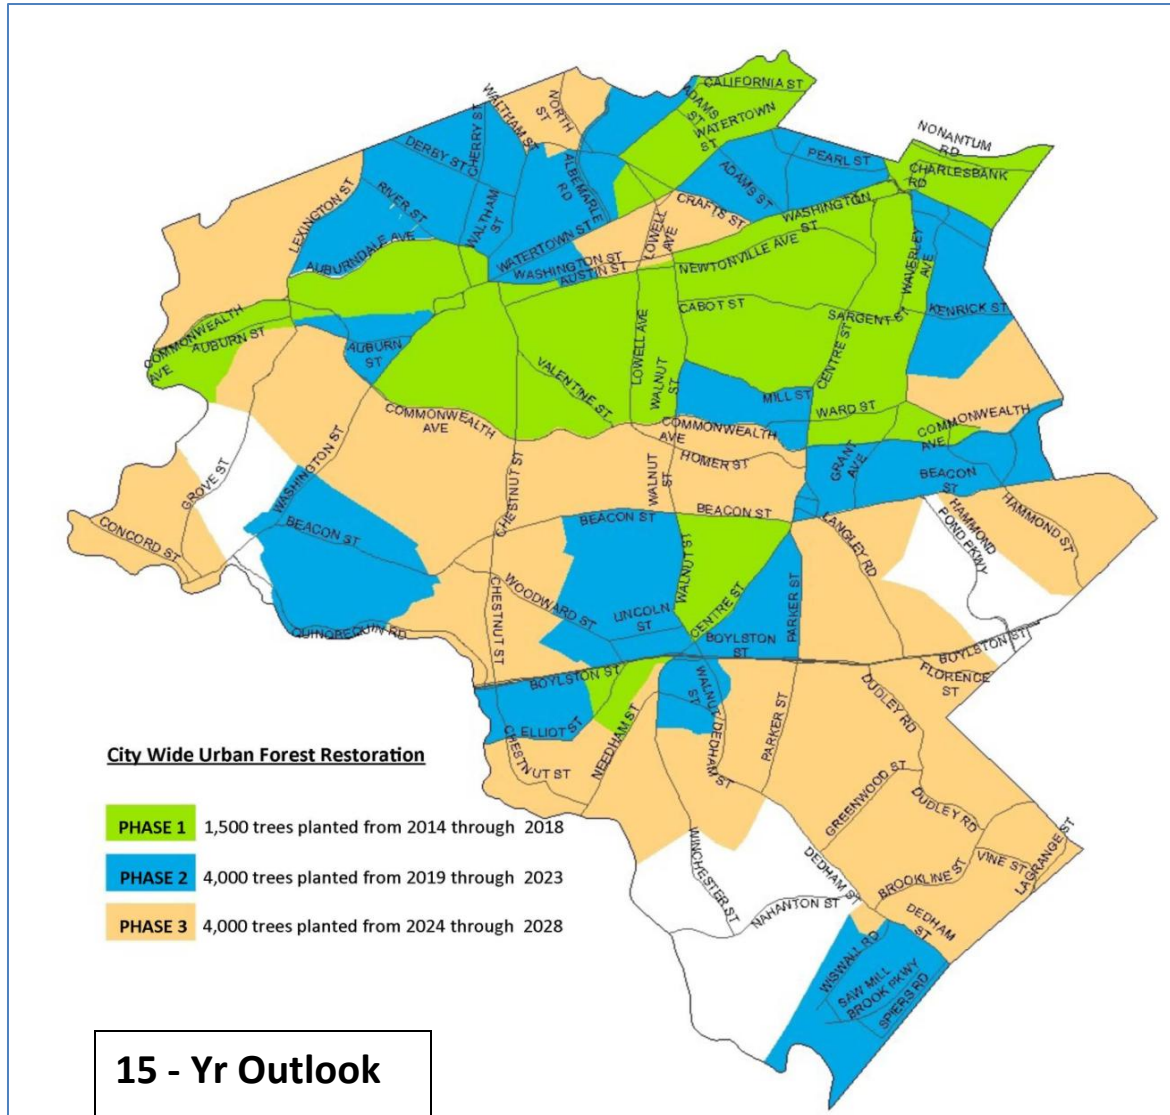 CALIFORNIA ST
ADAMS ST
WATERTOWN ST
NORTH ST
WALTHAM ST
CHERRY ST
DERBY ST
NONANTUM RD
CHARLESBANK RD
PEARL ST
ADAMS ST
ALBEMARLE RD
RIVER ST
WALTHAM ST
LEXINGTON ST
AUBURNDALE AVE
WATERTOWN ST
CRAFTS ST
WASHINGTON ST
LOWELL AVE
WASHINGTON ST
AUSTIN ST
NEWTONVILLE AVE
WAVERLEY AVE
CABOT ST
SARGENT ST
KENRICK ST
COMMONWEALTH AVE
AUBURN ST
AUBURN ST
LOWELL AVE
WALNUT ST
VALENTINE ST
CENTRE ST
MILL ST
WARD ST
COMMONWEALTH AVE
COMMONWEALTH AVE
COMMONWEALTH AVE
HOMER ST
GRANT AVE
BEACON ST
WASHINGTON ST
GROVE ST
CHESTNUT ST
WALNUT ST
CONCORD ST
BEACON ST
BEACON ST
BEACON ST
LANGLEY RD
HAMMOND POND PKWY
HAMMOND ST
WALNUT ST
CENTRE ST
PARKER ST
WOODWARD ST
LINCOLN ST
CHESTNUT ST
QUINOBEQUIN RD
BOYLSTON ST
BOYLSTON ST
BOYLSTON ST
FLORENCE ST
WALNUT ST
DEDHAM ST
DUDLEY RD
ELLIOT ST
NEEDHAM ST
PARKER ST
CHESTNUT ST
GREENWOOD ST
DUDLEY RD
VINE ST
LAGRANGE ST
BROOKLINE ST
WINCHESTER ST
DEDHAM ST
NAHANTON ST
DEDHAM ST
WISWALL RD
SAW MILL BROOK PKWY
SPIERS RD
City Wide Urban Forest Restoration
PHASE 1 1,500 trees planted from 2014 through 2018
PHASE 2 4,000 trees planted from 2019 through 2023
PHASE 3 4,000 trees planted from 2024 through 2028
15 - Yr Outlook